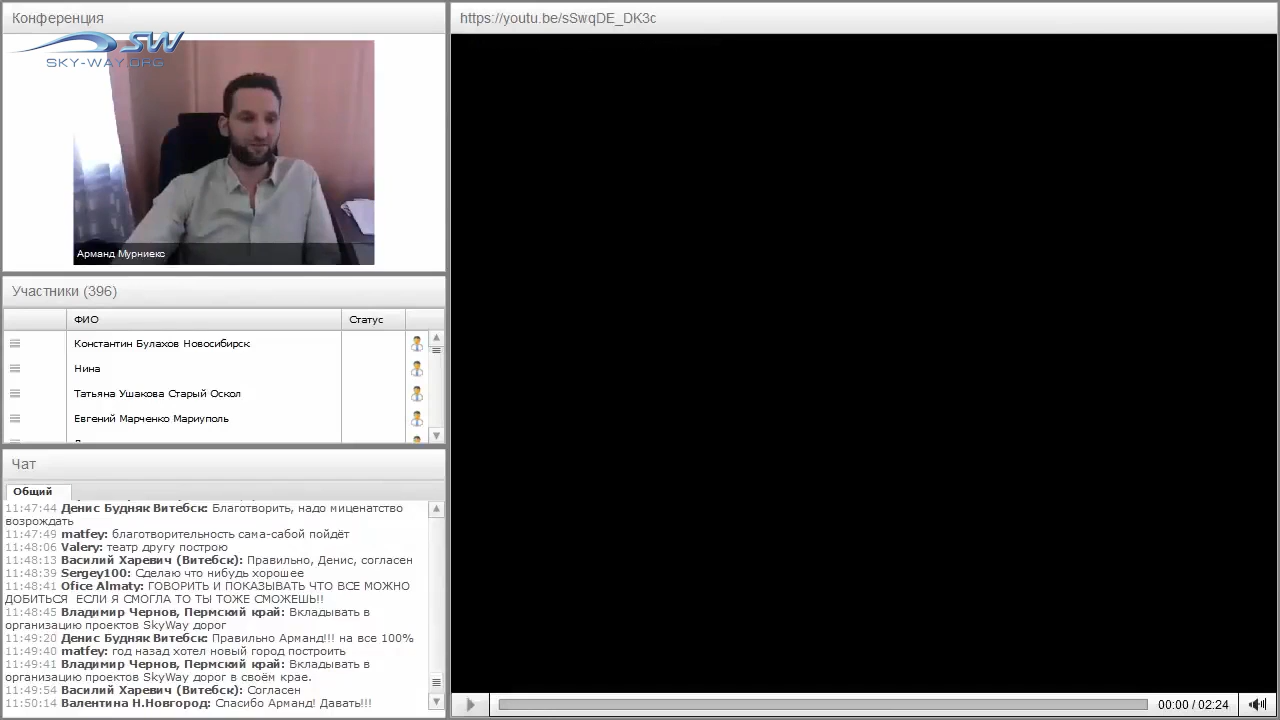 Конференция
SW
SKY-WAY.ORG
Арманд Мурниекс
Участники (396)
ФИО
Статус
Константин Булахов Новосибирск
Нина
Татьяна Ушакова Старый Оскол
Евгений Марченко Мариуполь
Чат
Общий
11:47:44 Денис Будняк Витебск: Благотворить, надо миценатство
возрождать
11:47:49 matfey: благотворительность сама-сабой пойдёт
11:48:06 Valery: театр другу построю
11:48:13 Василий Харевич (Витебск): Правильно, Денис, согласен
11:48:39 Sergey100: Сделаю что нибудь хорошее
11:48:41 Ofice Almaty: ГОВОРИТЬ И ПОКАЗЫВАТЬ ЧТО ВСЕ МОЖНО
ДОБИТЬСЯ ЕСЛИ Я СМОГЛА ТО ТЫ ТОЖЕ СМОЖЕШЬ!!
11:48:45 Владимир Чернов, Пермский край: Вкладывать в
организацию проектов SkyWay дорог
11:49:20 Денис Будняк Витебск: Правильно Арманд!!! на все 100%
11:49:40 matfey: год назад хотел новый город построить
11:49:41 Владимир Чернов, Пермский край: Вкладывать в
организацию проектов SkyWay дорог в своём крае.
11:49:54 Василий Харевич (Витебск): Согласен
11:50:14 Валентина Н.Новгород: Спасибо Арманд! Давать!!!
https://youtu.be/sSwqDE_DK3c
00:00 / 02:24